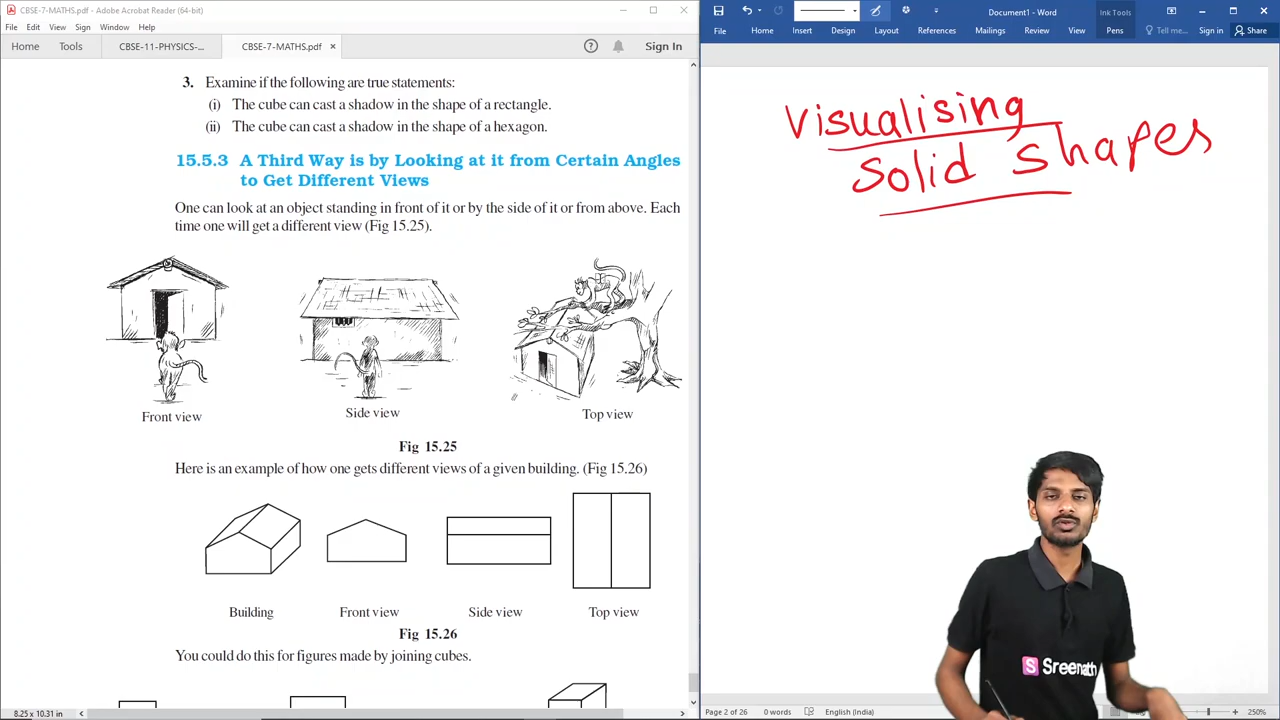 CBSE-7-MATHS.pdf - Adobe Acrobat Reader (64-bit)
File Edit View Sign Window Help
Home Tools CBSE-11-PHYSICS-... CBSE-7-MATHS.pdf × Sign In
3. Examine if the following are true statements:
(i) The cube can cast a shadow in the shape of a rectangle.
(ii) The cube can cast a shadow in the shape of a hexagon.
15.5.3 A Third Way is by Looking at it from Certain Angles
to Get Different Views
One can look at an object standing in front of it or by the side of it or from above. Each
time one will get a different view (Fig 15.25).
Front view Side view Top view
Fig 15.25
Here is an example of how one gets different views of a given building. (Fig 15.26)
Building Front view Side view Top view
Fig 15.26
You could do this for figures made by joining cubes.
8.25 x 10.31 in
Document1 - Word Ink Tools
File Home Insert Design Layout References Mailings Review View Pens Tell me... Sign in Share
Visualising
Solid Shapes
S Sreenath
Page 2 of 26 0 words English (India) 250%